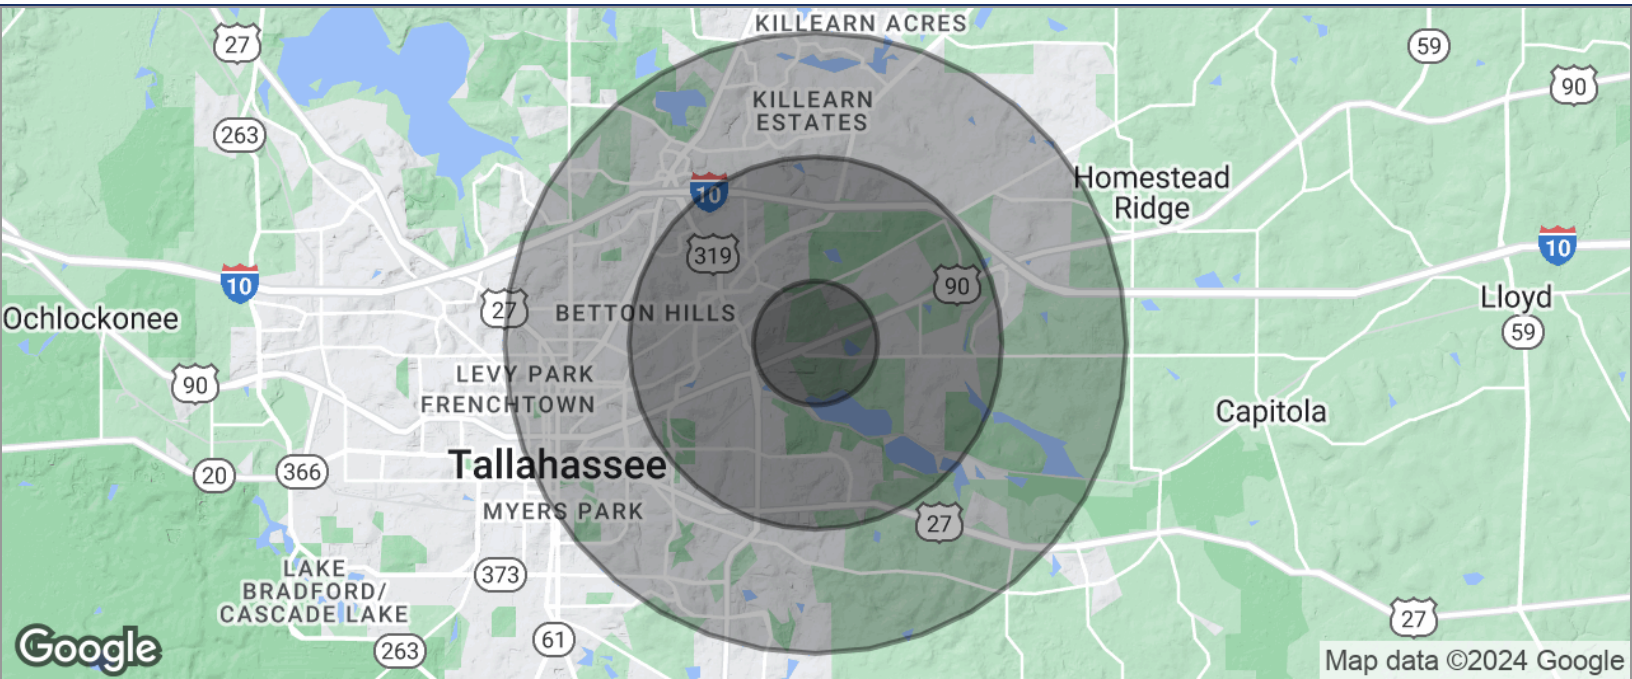 KILLEARN ACRES
27
59
90
KILLEARN
ESTATES
263
Homestead
Ridge
10
319
10
10
90
27
Lloyd
Ochlockonee
BETTON HILLS
59
LEVY PARK
90
FRENCHTOWN
Capitola
Tallahassee
20
366
MYERS PARK
27
LAKE
BRADFORD/
CASCADE LAKE
373
27
61
263
Google
Map data ©2024 Google